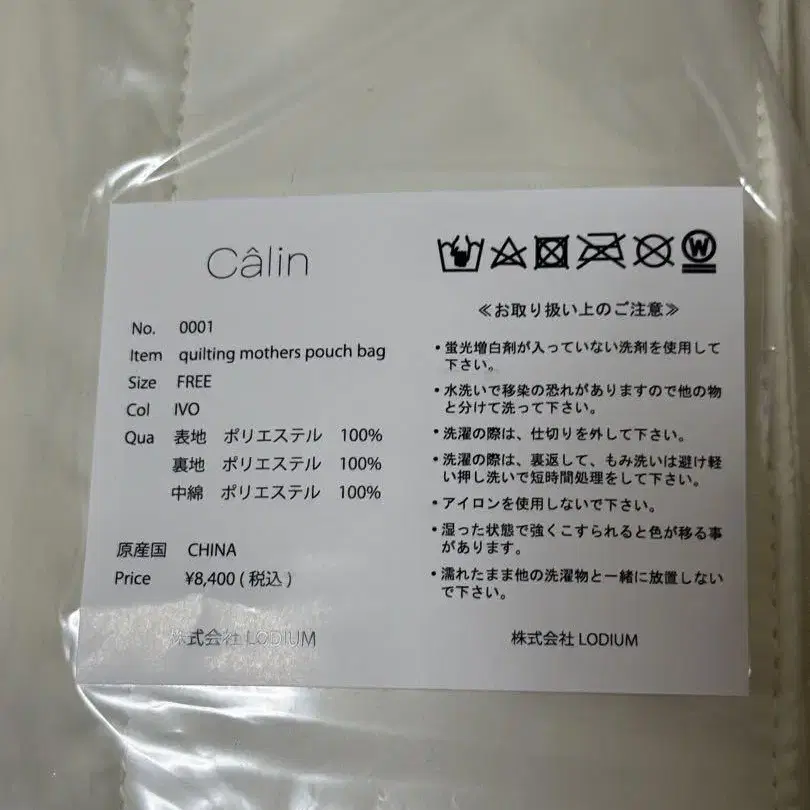 Câlin
No. 0001
Item quilting mothers pouch bag
Size FREE
Col IVO
Qua 表地 ポリエステル 100%
裏地 ポリエステル 100%
中綿 ポリエステル 100%
原産国 CHINA
Price ¥8,400 ( 税込 )
株式会社 LODIUM
W
≪お取り扱い上のご注意≫
・蛍光増白剤が入っていない洗剤を使用して
下さい。
・水洗いで移染の恐れがありますので他の物
と分けて洗って下さい。
・洗濯の際は、仕切りを外して下さい。
・洗濯の際は、裏返して、もみ洗いは避け軽
い押し洗いで短時間処理をして下さい。
・アイロンを使用しないで下さい。
・湿った状態で強くこすられると色が移る事
があります。
・濡れたまま他の洗濯物と一緒に放置しない
で下さい。
株式会社 LODIUM